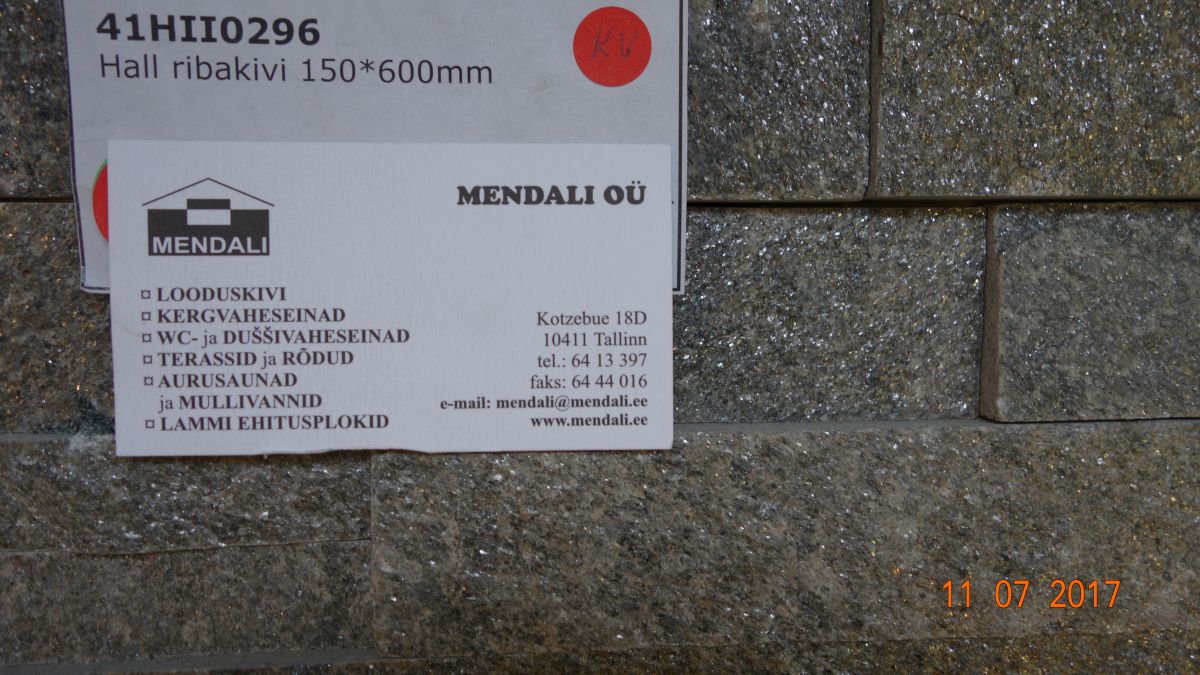 41HII0296
Hall ribakivi 150*600mm
KV
MENDALI
MENDALI OÜ
¤ LOODUSKIVI
¤ KERGVAHESEINAD
¤ WC- ja DUŠŠIVAHESEINAD
¤ TERASSID ja RÕDUD
¤ AURUSAUNAD
ja MULLIVANNID
¤ LAMMI EHITUSPLOKID
Kotzebue 18D
10411 Tallinn
tel.: 64 13 397
faks: 64 44 016
e-mail: mendali@mendali.ee
www.mendali.ee
11 07 2017